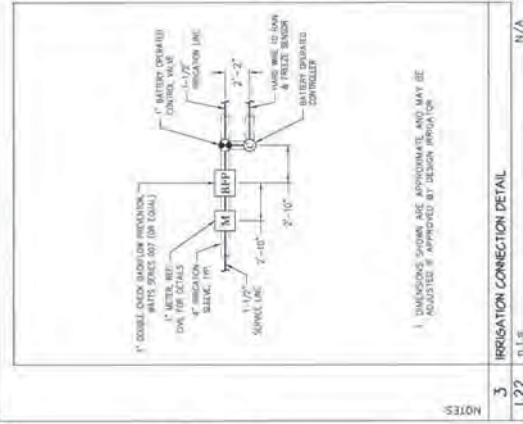 1" DOUBLE CHECK BACKFLOW PREVENTOR,
WATTS SERIES 007 (OR EQUAL)
1" METER, REF.
CIVIL FOR DETAILS
4" IRRIGATION
SLEEVE, TYP.
1-1/2"
SERVICE LINE
M
BFP
2'-10"
2'-10"
1" BATTERY OPERATED
CONTROL VALVE
1-1/2"
IRRIGATION LINE
2'-2"
HARD WIRE TO RAIN
& FREEZE SENSOR
BATTERY OPERATED
CONTROLLER
C
1. DIMENSIONS SHOWN ARE APPROXIMATE AND MAY BE
ADJUSTED IF APPROVED BY DESIGN IRRIGATOR
NOTES:
3 IRRIGATION CONNECTION DETAIL
1.22 n.t.s. N/A